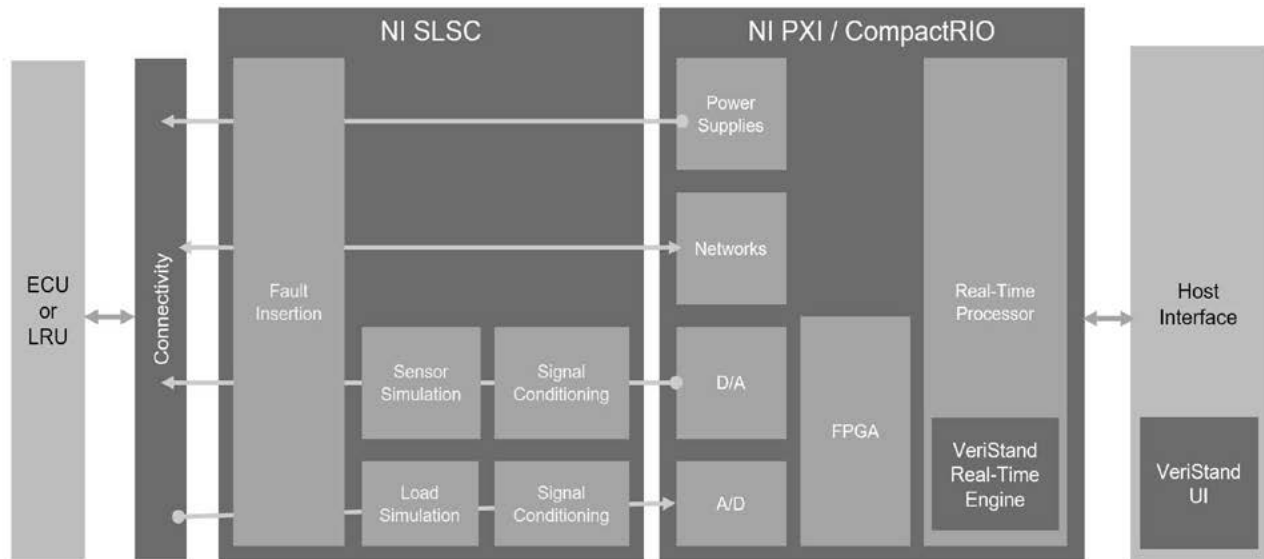 NI SLSC
NI PXI / CompactRIO
ECU
or
LRU
Connectivity
Fault
Insertion
Sensor
Simulation
Signal
Conditioning
Load
Simulation
Signal
Conditioning
Power
Supplies
Networks
D/A
A/D
FPGA
Real-Time
Processor
VeriStand
Real-Time
Engine
Host
Interface
VeriStand
UI